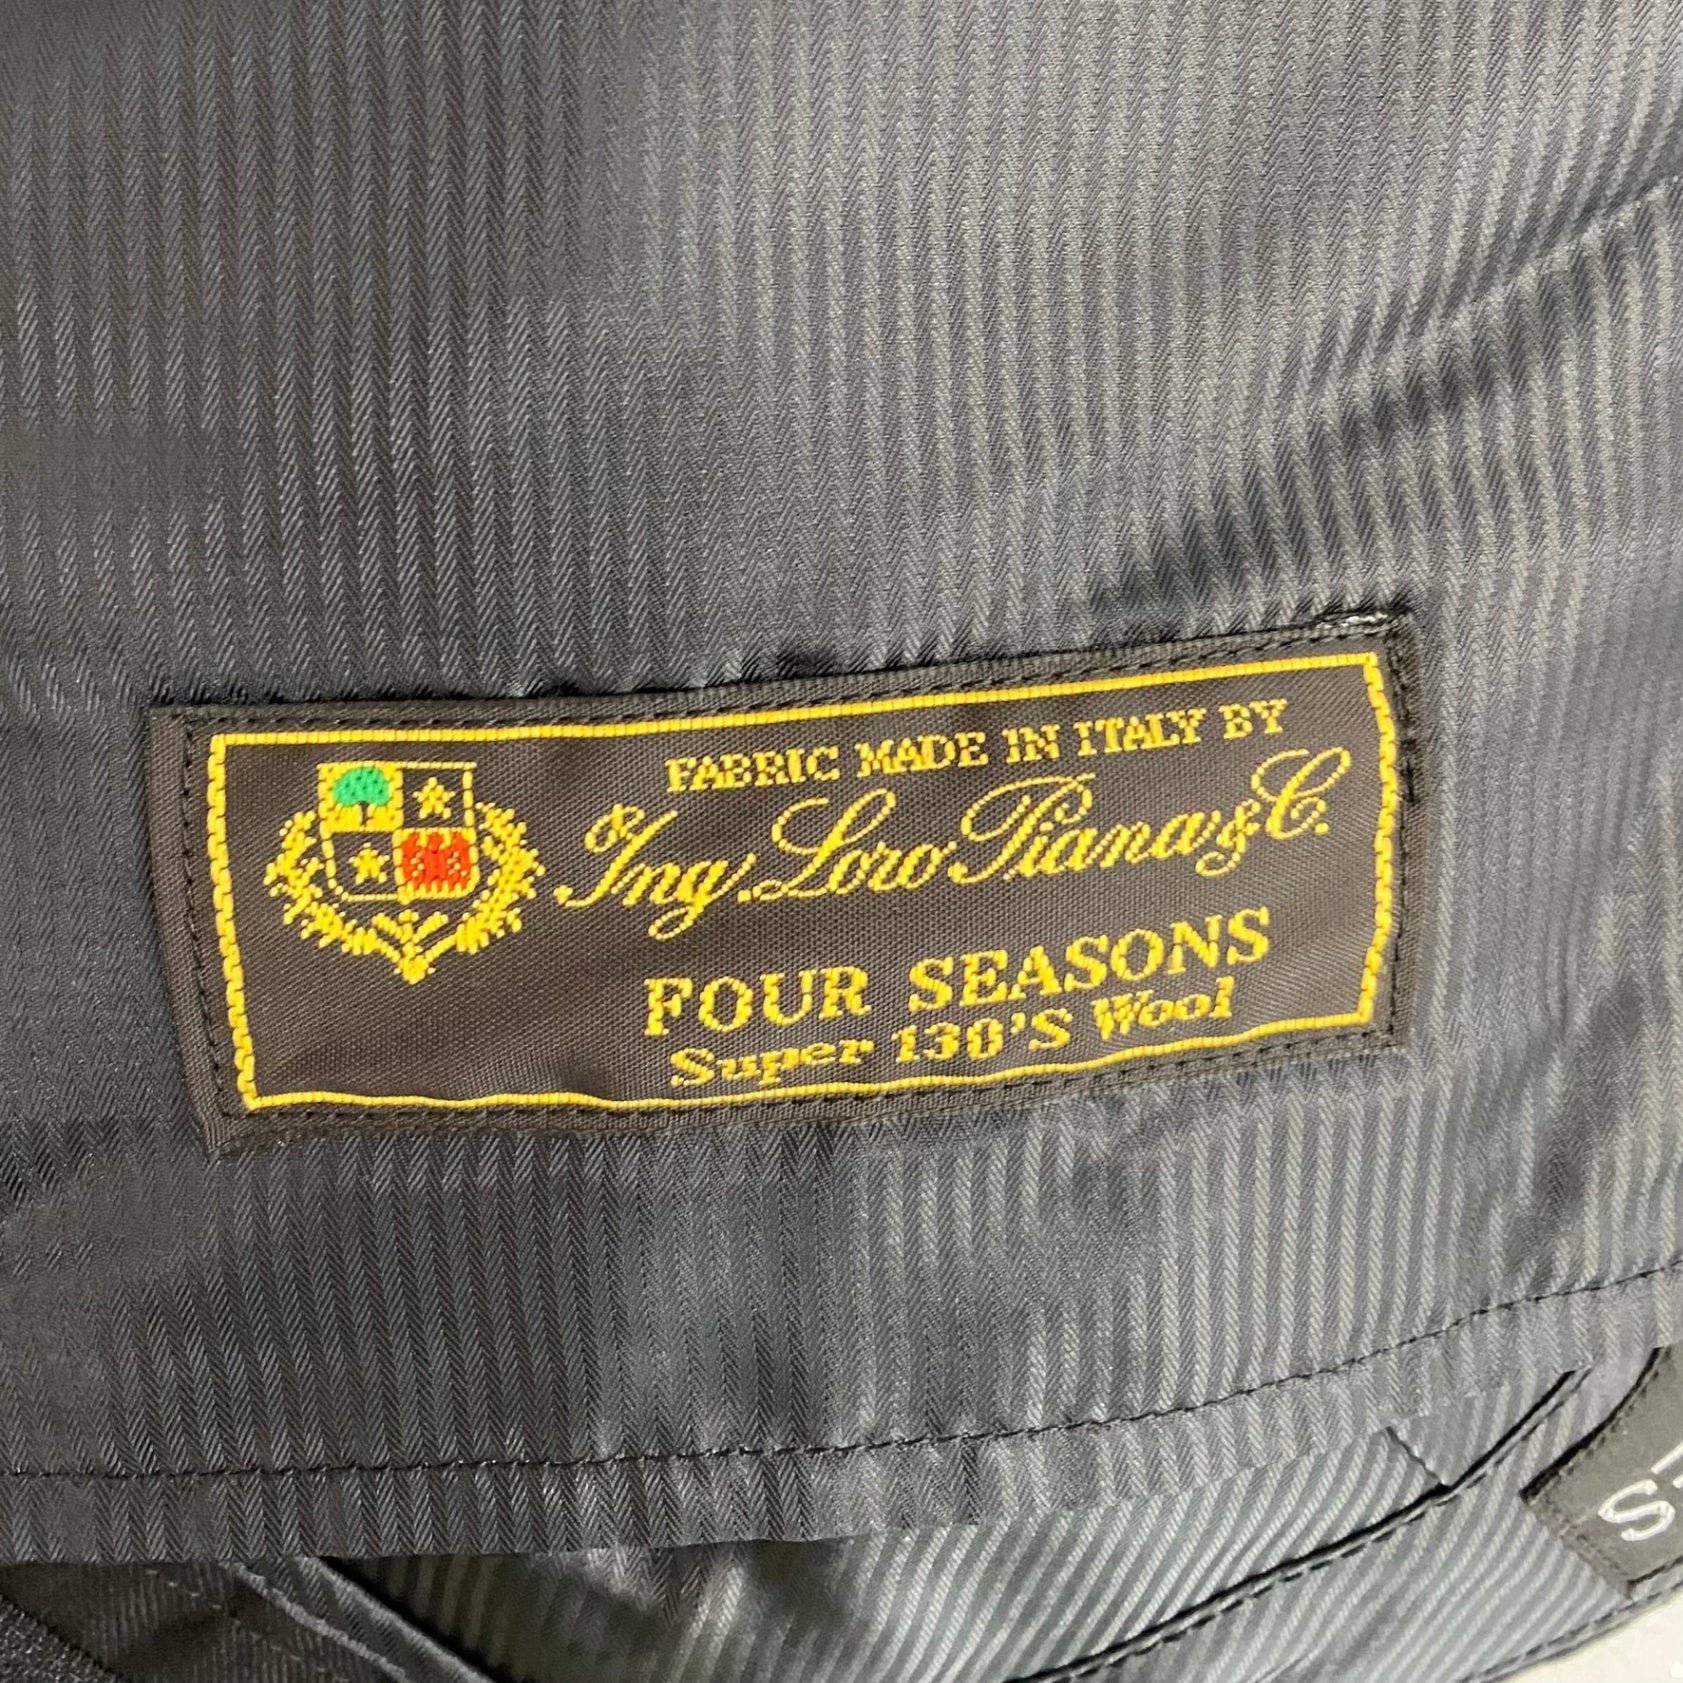 FABRIC MADE IN ITALY BY
Ing. Loro Piana & C.
FOUR SEASONS
Super 130'S Wool